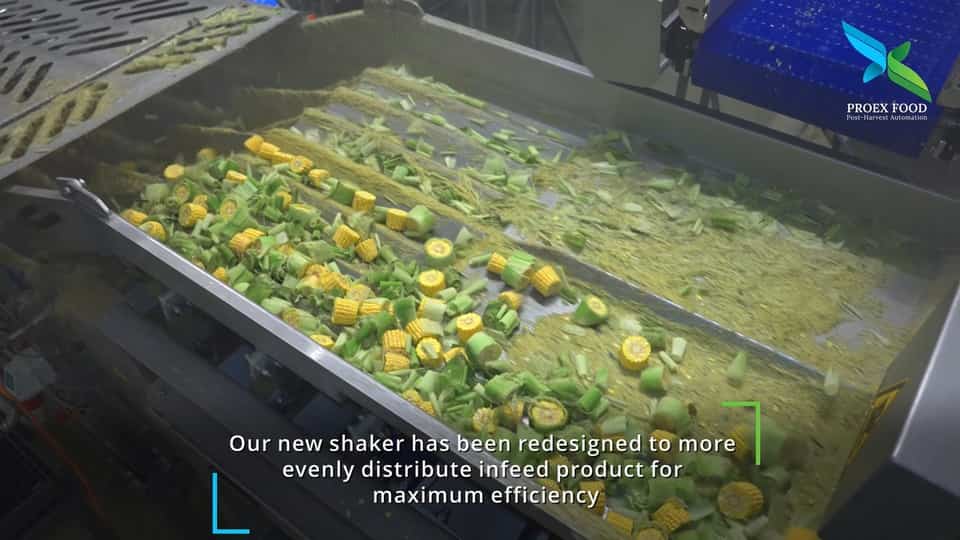 PROEX FOOD
Post-Harvest Automation
Our new shaker has been redesigned to more
evenly distribute infeed product for
maximum efficiency